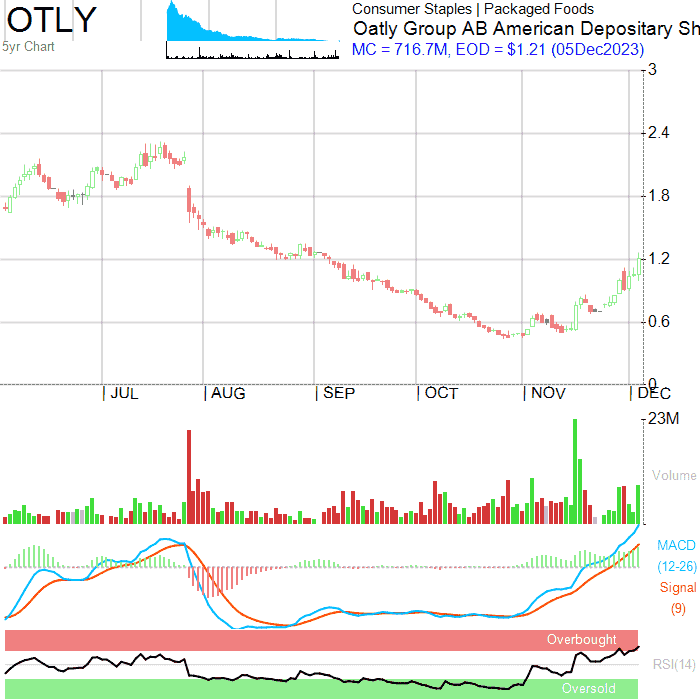 OTLY
5yr Chart
Consumer Staples | Packaged Foods
Oatly Group AB American Depositary Sh
MC = 716.7M, EOD = $1.21 (05Dec2023)
3
2.4
1.8
1.2
0.6
0
| JUL | AUG | SEP | OCT | NOV | DEC
23M
Volume
MACD
(12-26)
Signal
(9)
Overbought
RSI(14)
Oversold